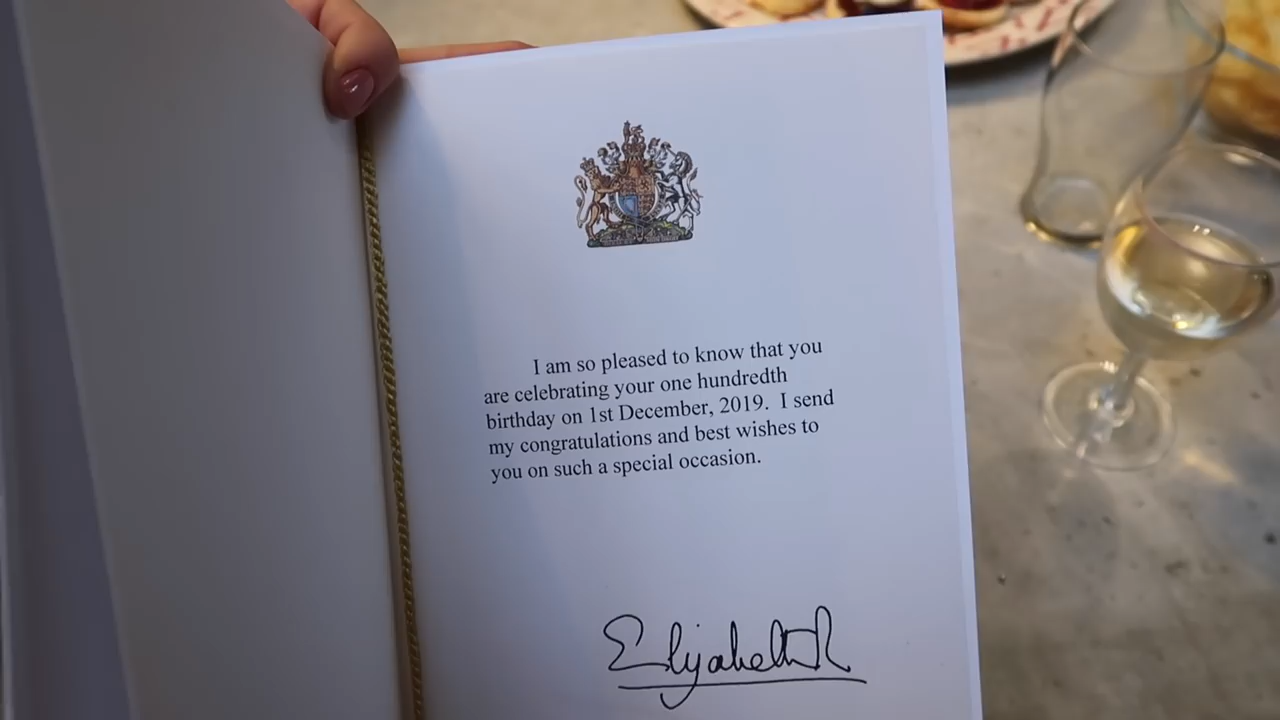 I am so pleased to know that you
are celebrating your one hundredth
birthday on 1st December, 2019. I send
my congratulations and best wishes to
you on such a special occasion.
Elizabeth R